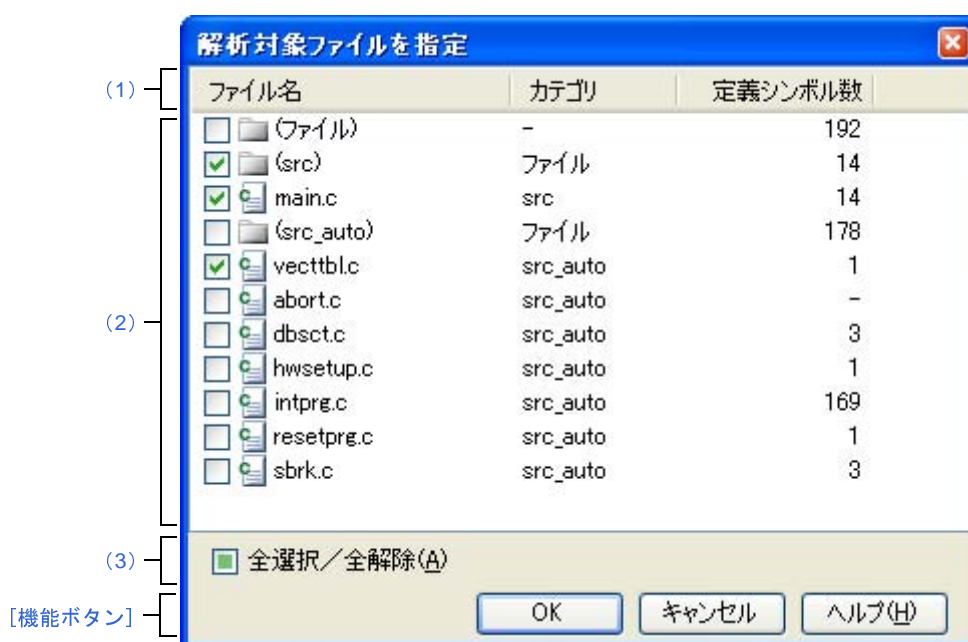 解析対象ファイルを指定
(1) ファイル名 カテゴリ 定義シンボル数
(ファイル) - 192
(src) ファイル 14
main.c src 14
(src_auto) ファイル 178
vecttbl.c src_auto 1
abort.c src_auto -
(2)
dbsct.c src_auto 3
hwsetup.c src_auto 1
intprg.c src_auto 169
resetprg.c src_auto 1
sbrk.c src_auto 3
(3) 全選択／全解除(A)
[機能ボタン] OK キャンセル ヘルプ(H)